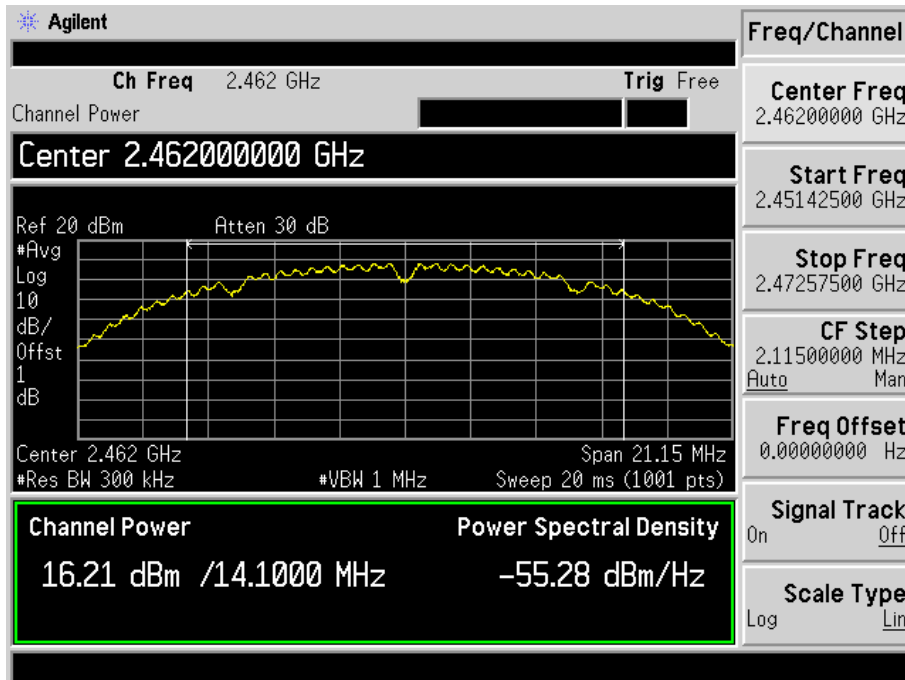 Agilent
Ch Freq 2.462 GHz Trig Free
Channel Power
Center 2.462000000 GHz
Ref 20 dBm Atten 30 dB
#Avg
Log
10
dB/
Offst
1
dB
Center 2.462 GHz Span 21.15 MHz
#Res BW 300 kHz #VBW 1 MHz Sweep 20 ms (1001 pts)
Channel Power Power Spectral Density
16.21 dBm /14.1000 MHz -55.28 dBm/Hz
Freq/Channel
Center Freq
2.46200000 GHz
Start Freq
2.45142500 GHz
Stop Freq
2.47257500 GHz
CF Step
2.11500000 MHz
Auto Man
Freq Offset
0.00000000 Hz
Signal Track
On Off
Scale Type
Log Lin